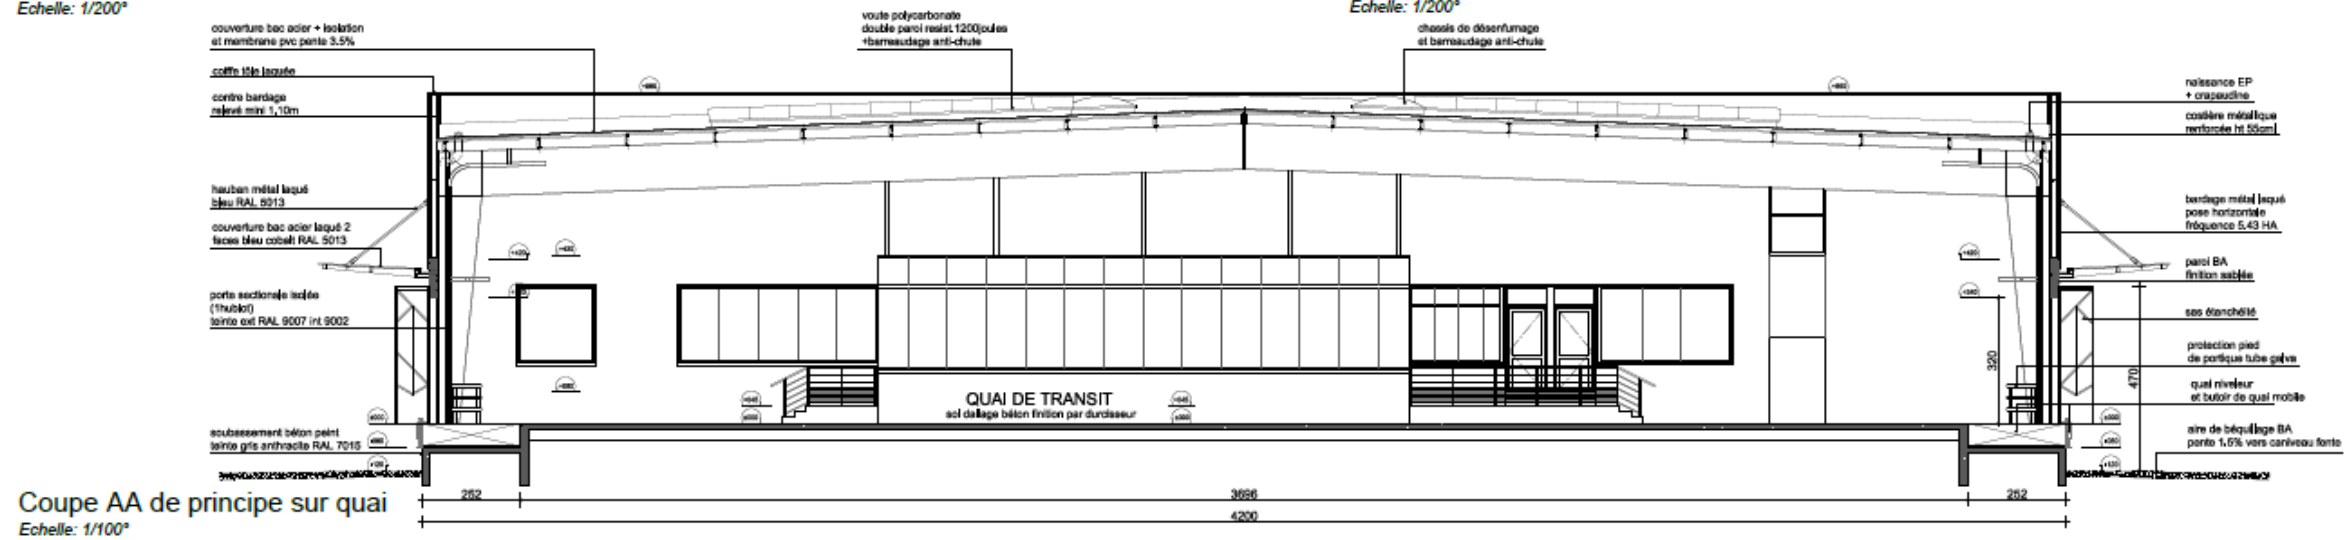 Echelle: 1/200°
Echelle: 1/200°
couverture bac acier + isolation
et membrane pvc pente 3.5%
voute polycarbonate
double paroi resist.1200joules
+barreaudage anti-chute
chassis de désenfumage
et barreaudage anti-chute
coiffe tôle laquée
contre bardage
relevé mini 1,10m
naissance EP
+ crapaudine
costière métallique
renforcée ht 55cm
hauban métal laqué
bleu RAL 5013
couverture bac acier laqué 2
faces bleu cobalt RAL 5013
bardage métal laqué
pose horizontale
fréquence 5.43 HA
paroi BA
finition sablée
porte sectionale isolée
(1hublot)
teinte ext RAL 9007 int 9002
sas étanchéité
protection pied
de portique tube galva
320
470
quai niveleur
et butoir de quai mobile
QUAI DE TRANSIT
sol dallage béton finition par durcisseur
soubassement béton peint
teinte gris anthracite RAL 7015
aire de béquillage BA
pente 1.5% vers caniveau fente
252
3696
252
4200
Coupe AA de principe sur quai
Echelle: 1/100°